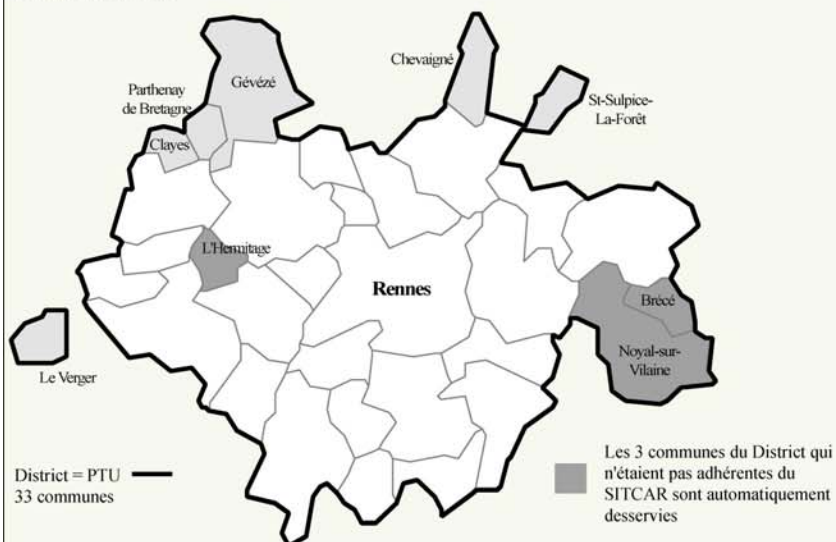 Chevaigné
Gévézé
Parthenay
de Bretagne
St-Sulpice-
La-Forêt
Clayes
L'Hermitage
Rennes
Brécé
Noyal-sur-
Vilaine
Le Verger
District = PTU
33 communes
Les 3 communes du District qui
n'étaient pas adhérentes du
SITCAR sont automatiquement
desservies